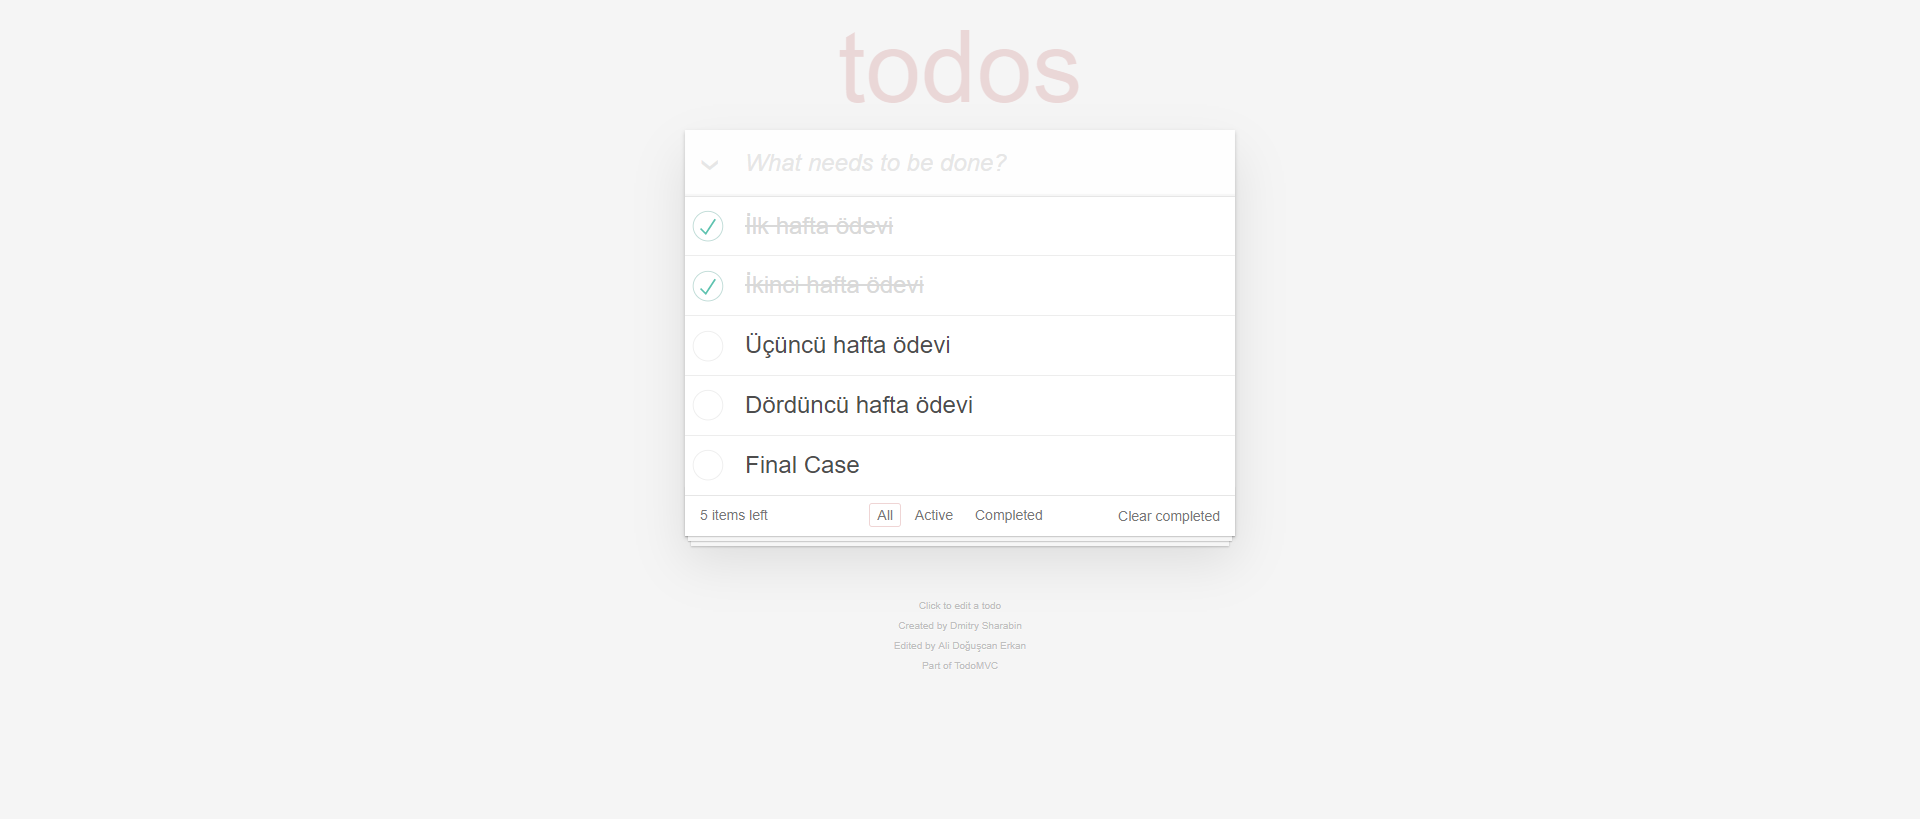 todos
What needs to be done?
İlk hafta ödevi
İkinci hafta ödevi
Üçüncü hafta ödevi
Dördüncü hafta ödevi
Final Case
5 items left All Active Completed Clear completed
Click to edit a todo
Created by Dmitry Sharabin
Edited by Ali Doğuşcan Erkan
Part of TodoMVC